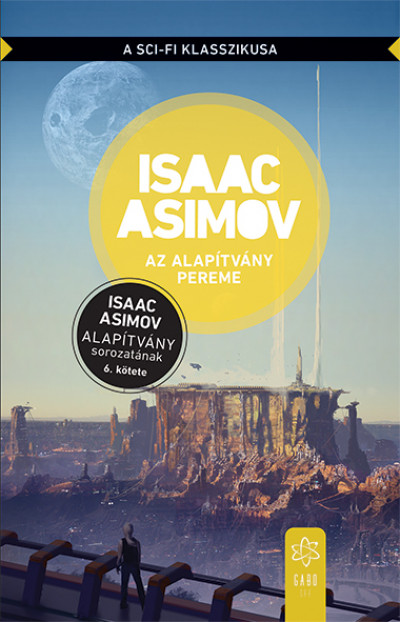 A SCI-FI KLASSZIKUSA
ISAAC
ASIMOV
AZ ALAPÍTVÁNY
PEREME
ISAAC
ASIMOV
ALAPÍTVÁNY
sorozatának
6. kötete
GABO